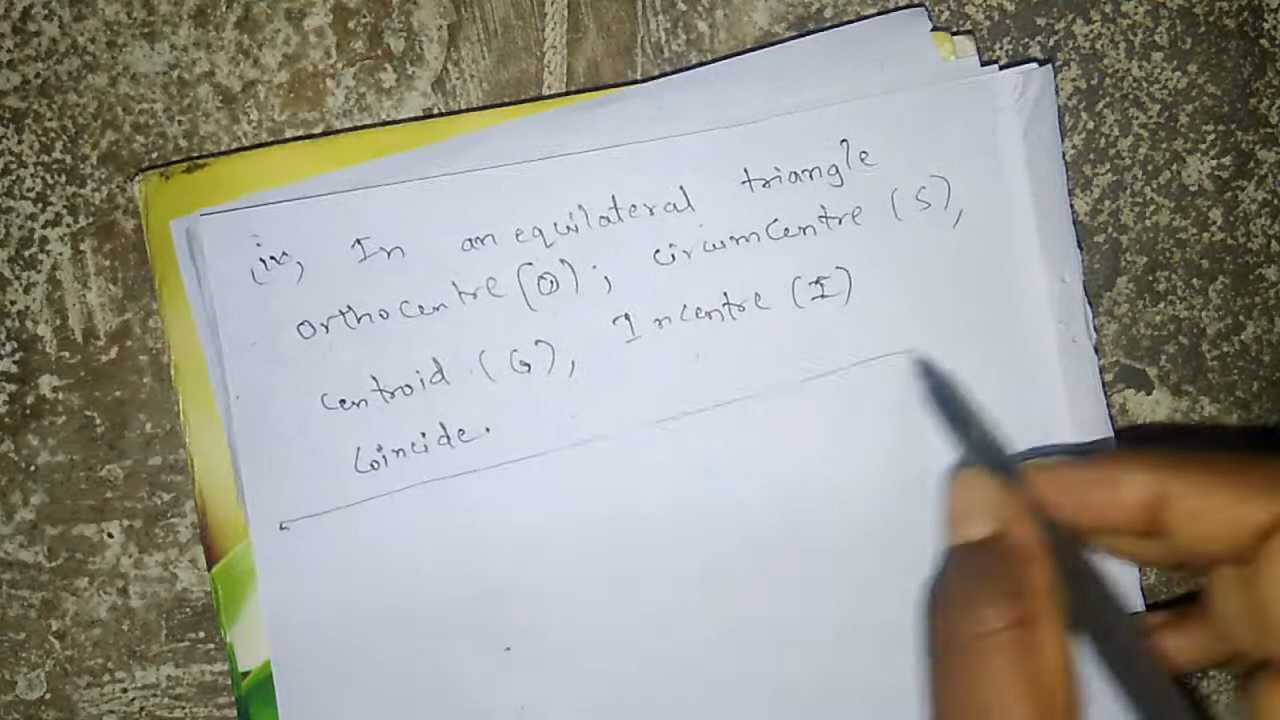 (iv) In an equilateral triangle
orthocentre (O); circumcentre (S),
centroid (G), Incentre (I)
coincide.